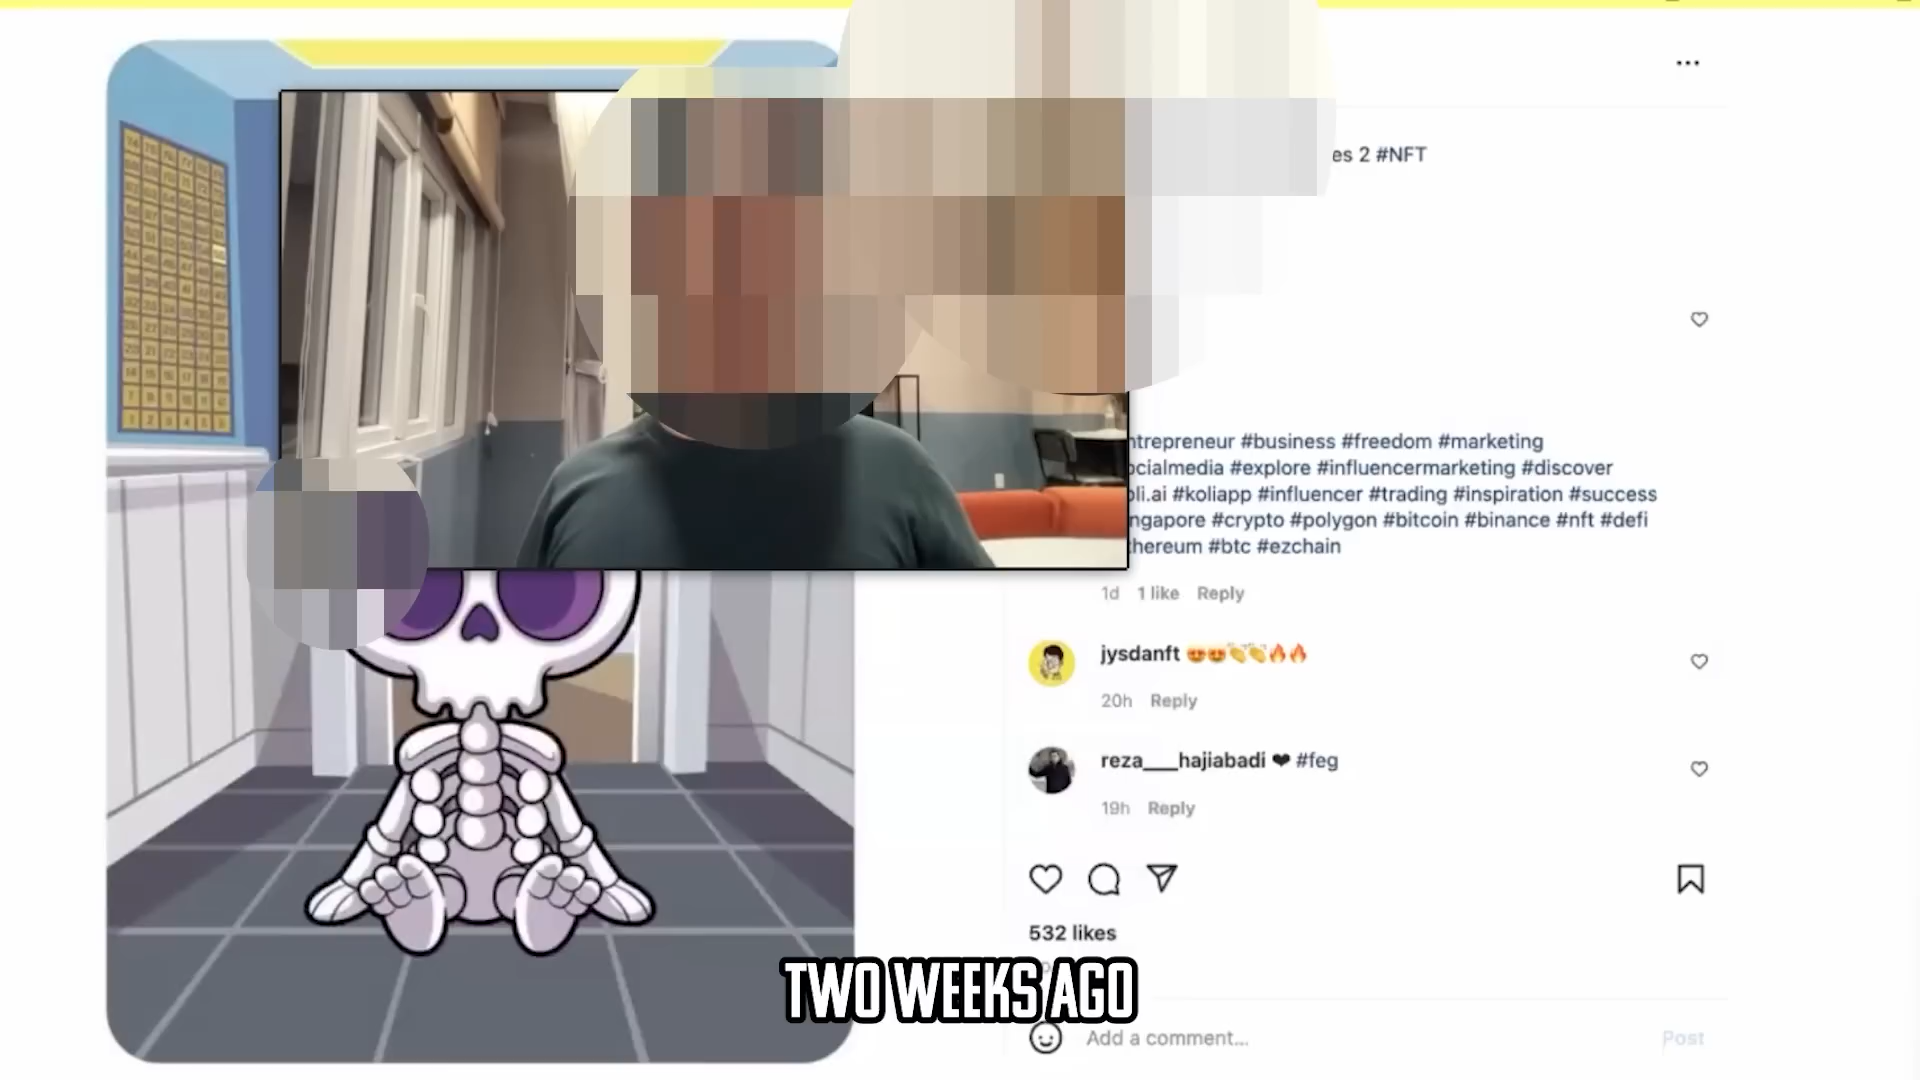 es 2 #NFT
ntrepreneur #business #freedom #marketing
ocialmedia #explore #influencermarketing #discover
oli.ai #koliapp #influencer #trading #inspiration #success
ngapore #crypto #polygon #bitcoin #binance #nft #defi
thereum #btc #ezchain
1d 1 like Reply
jysdanft 😍😍👏👏🔥🔥
20h Reply
reza___hajiabadi ❤ #feg
19h Reply
532 likes
TWO WEEKS AGO
Add a comment...
Post